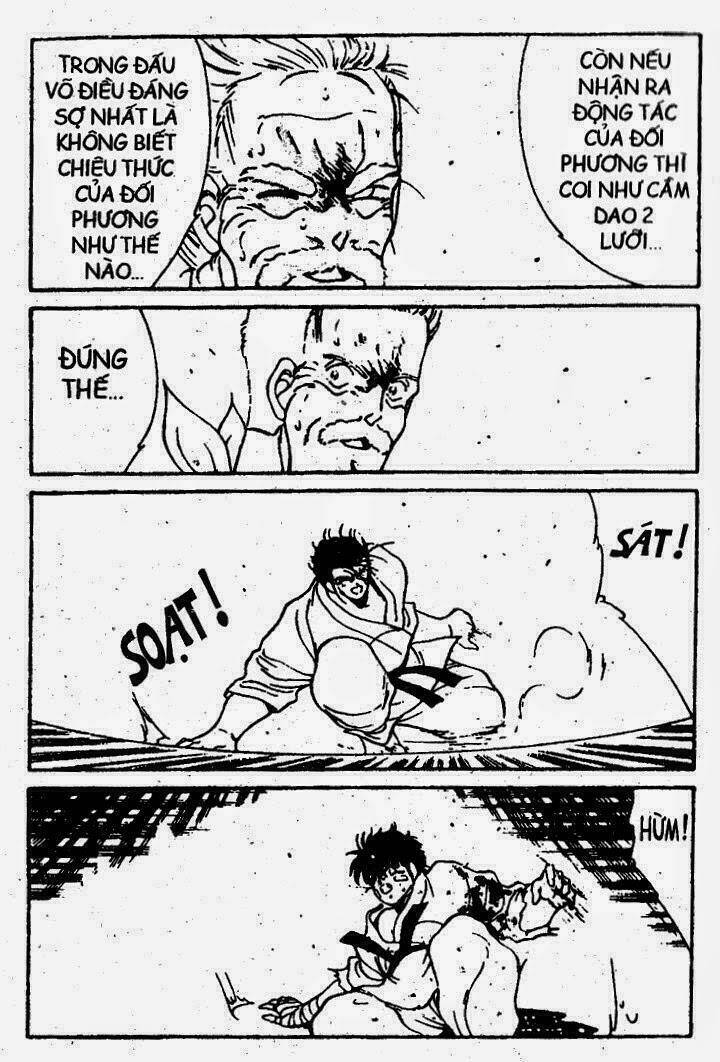 TRONG ĐẤU
VÕ ĐIỀU ĐÁNG
SỢ NHẤT LÀ
KHÔNG BIẾT
CHIÊU THỨC
CỦA ĐỐI
PHƯƠNG
NHƯ THẾ
NÀO...
CÒN NẾU
NHẬN RA
ĐỘNG TÁC
CỦA ĐỐI
PHƯƠNG THÌ
COI NHƯ CẦM
DAO 2
LƯỠI...
ĐÚNG
THẾ...
SOẠT!
SÁT!
HỪM!